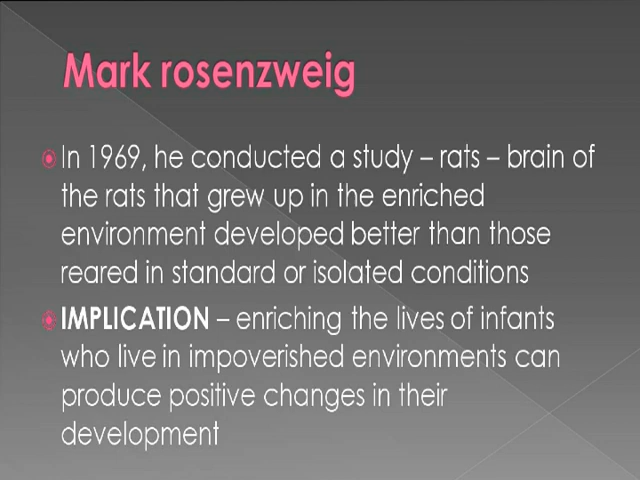 Mark rosenzweig
In 1969, he conducted a study – rats – brain of
the rats that grew up in the enriched
environment developed better than those
reared in standard or isolated conditions
IMPLICATION – enriching the lives of infants
who live in impoverished environments can
produce positive changes in their
development